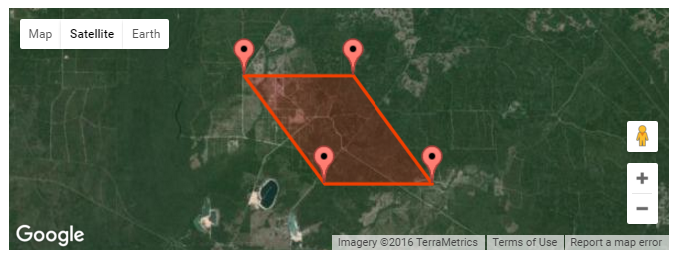 Map Satellite Earth
Google
Imagery ©2016 TerraMetrics Terms of Use Report a map error